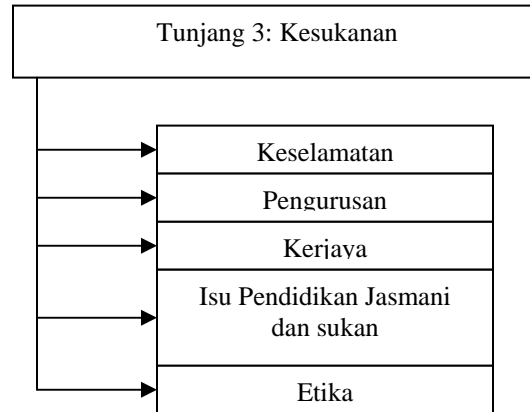 Tunjang 3: Kesukanan
Keselamatan
Pengurusan
Kerjaya
Isu Pendidikan Jasmani
dan sukan
Etika